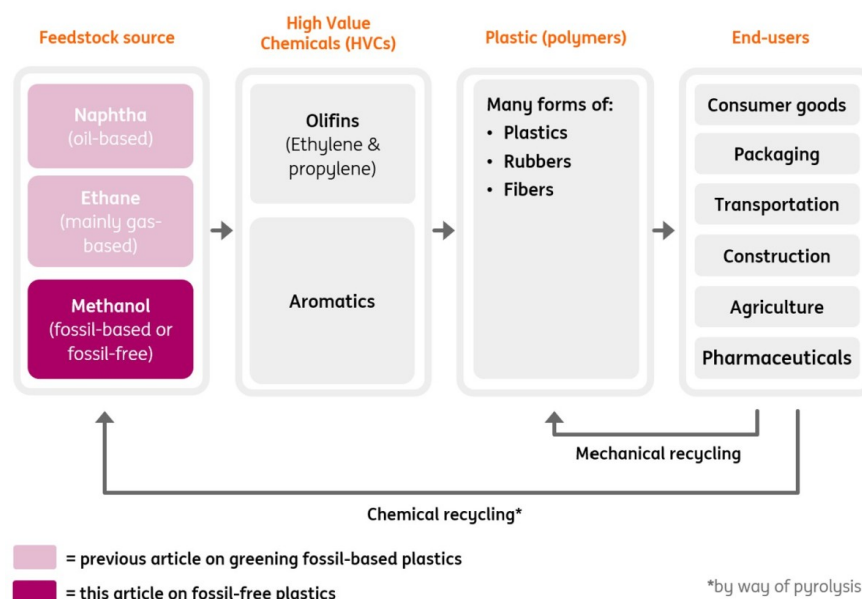 Feedstock source
High Value
Chemicals (HVCs)
Plastic (polymers)
End-users
Naphtha
(oil-based)
Ethane
(mainly gas-
based)
Methanol
(fossil-based or
fossil-free)
Olifins
(Ethylene &
propylene)
Aromatics
Many forms of:
• Plastics
• Rubbers
• Fibers
Consumer goods
Packaging
Transportation
Construction
Agriculture
Pharmaceuticals
Mechanical recycling
Chemical recycling*
= previous article on greening fossil-based plastics
= this article on fossil-free plastics
*by way of pyrolysis